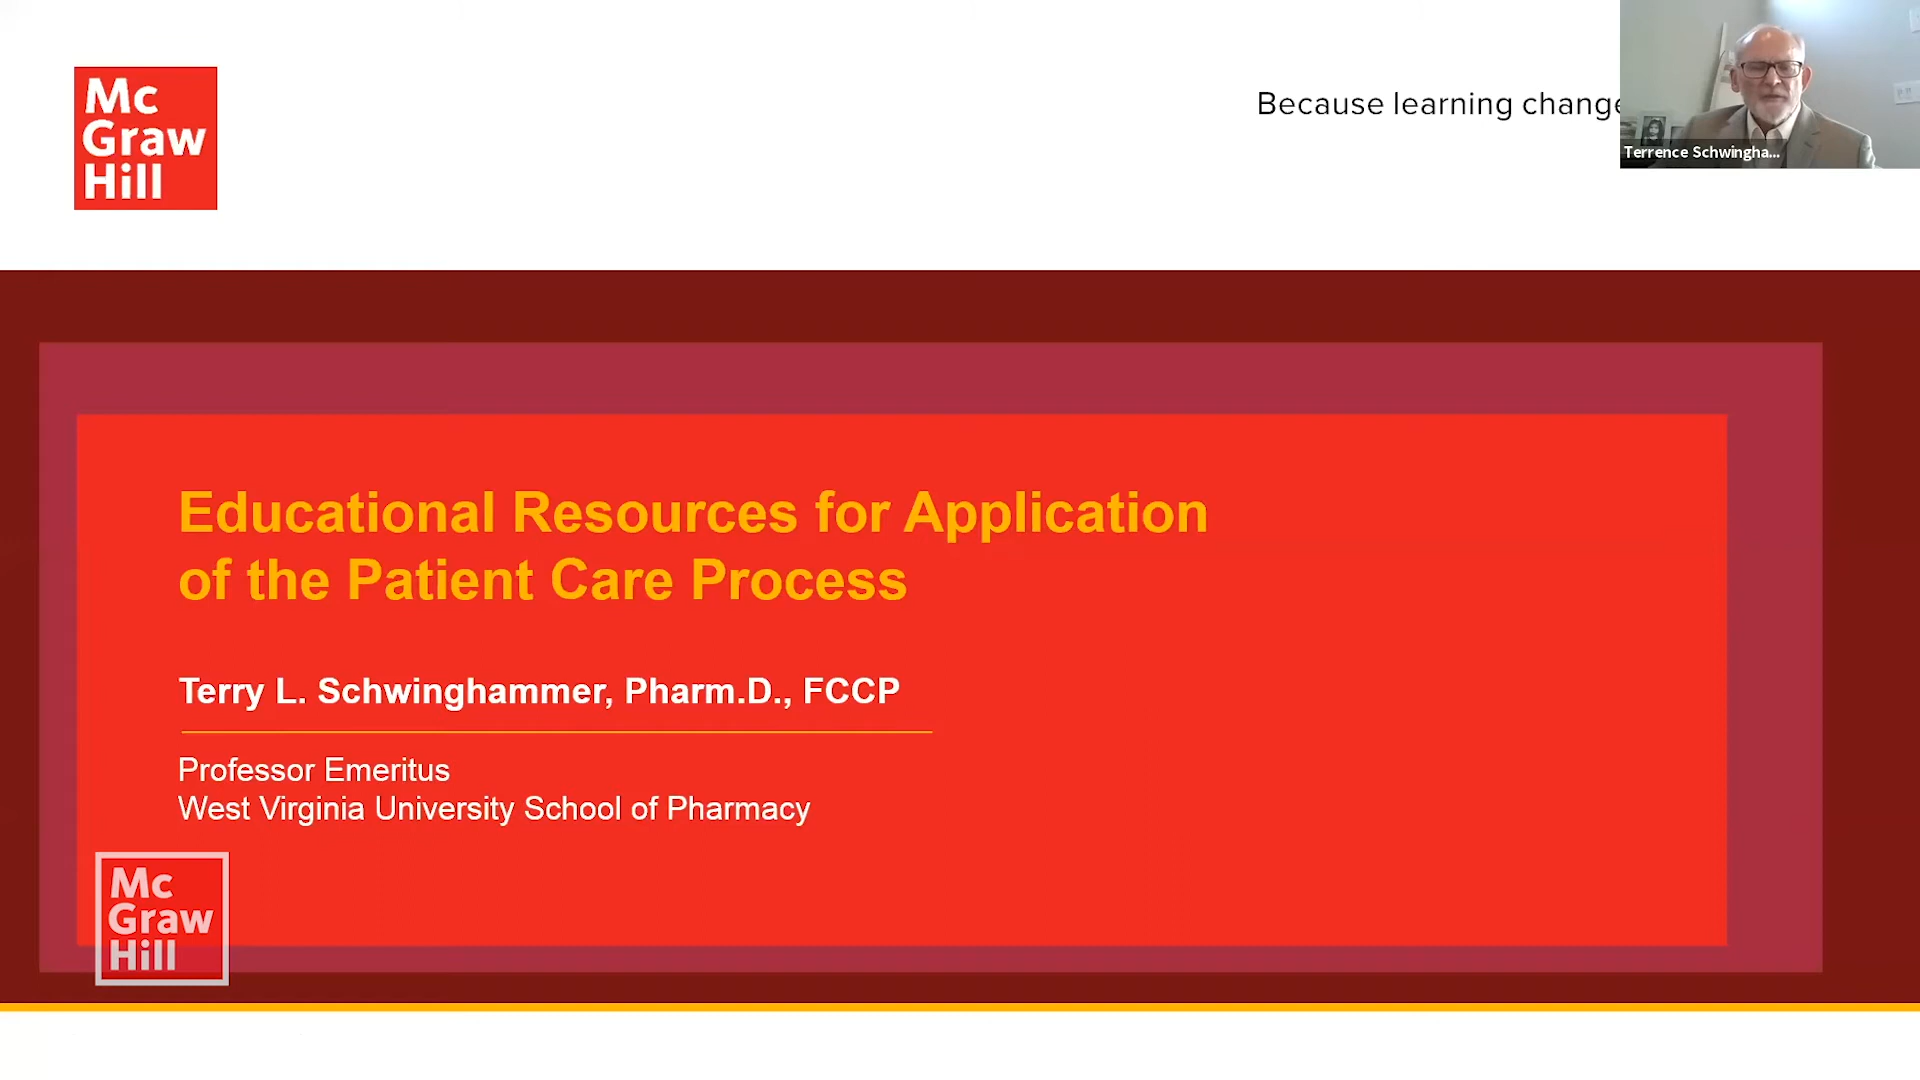 Mc
Graw
Hill
Because learning change
Terrence Schwingha...
Educational Resources for Application
of the Patient Care Process
Terry L. Schwinghammer, Pharm.D., FCCP
Professor Emeritus
West Virginia University School of Pharmacy
Mc
Graw
Hill